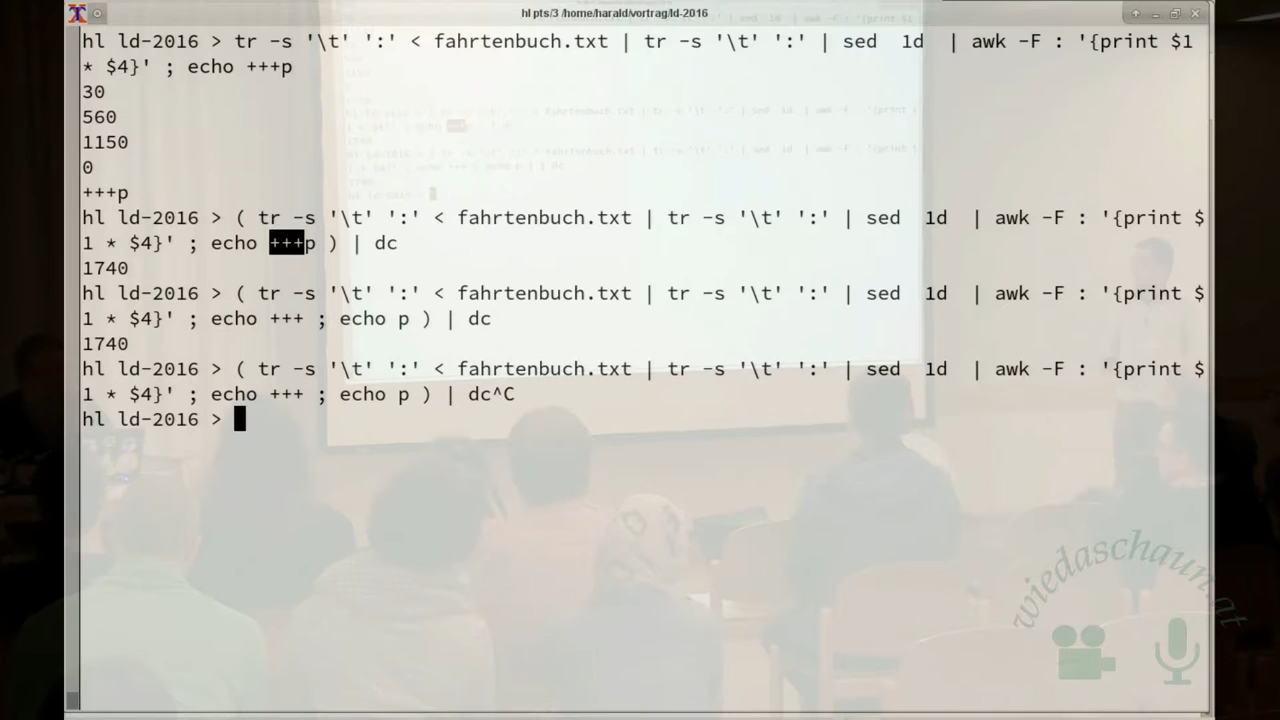 hl pts/3 /home/harald/vortrag/ld-2016
hl ld-2016 > tr -s '\t' ':' < fahrtenbuch.txt | tr -s '\t' ':' | sed  1d  | awk -F : '{print $1
* $4}' ; echo +++p
30
560
1150
0
+++p
hl ld-2016 > ( tr -s '\t' ':' < fahrtenbuch.txt | tr -s '\t' ':' | sed  1d  | awk -F : '{print $
1 * $4}' ; echo +++p ) | dc
1740
hl ld-2016 > ( tr -s '\t' ':' < fahrtenbuch.txt | tr -s '\t' ':' | sed  1d  | awk -F : '{print $
1 * $4}' ; echo +++ ; echo p ) | dc
1740
hl ld-2016 > ( tr -s '\t' ':' < fahrtenbuch.txt | tr -s '\t' ':' | sed  1d  | awk -F : '{print $
1 * $4}' ; echo +++ ; echo p ) | dc^C
hl ld-2016 >
wiedaschaun.at